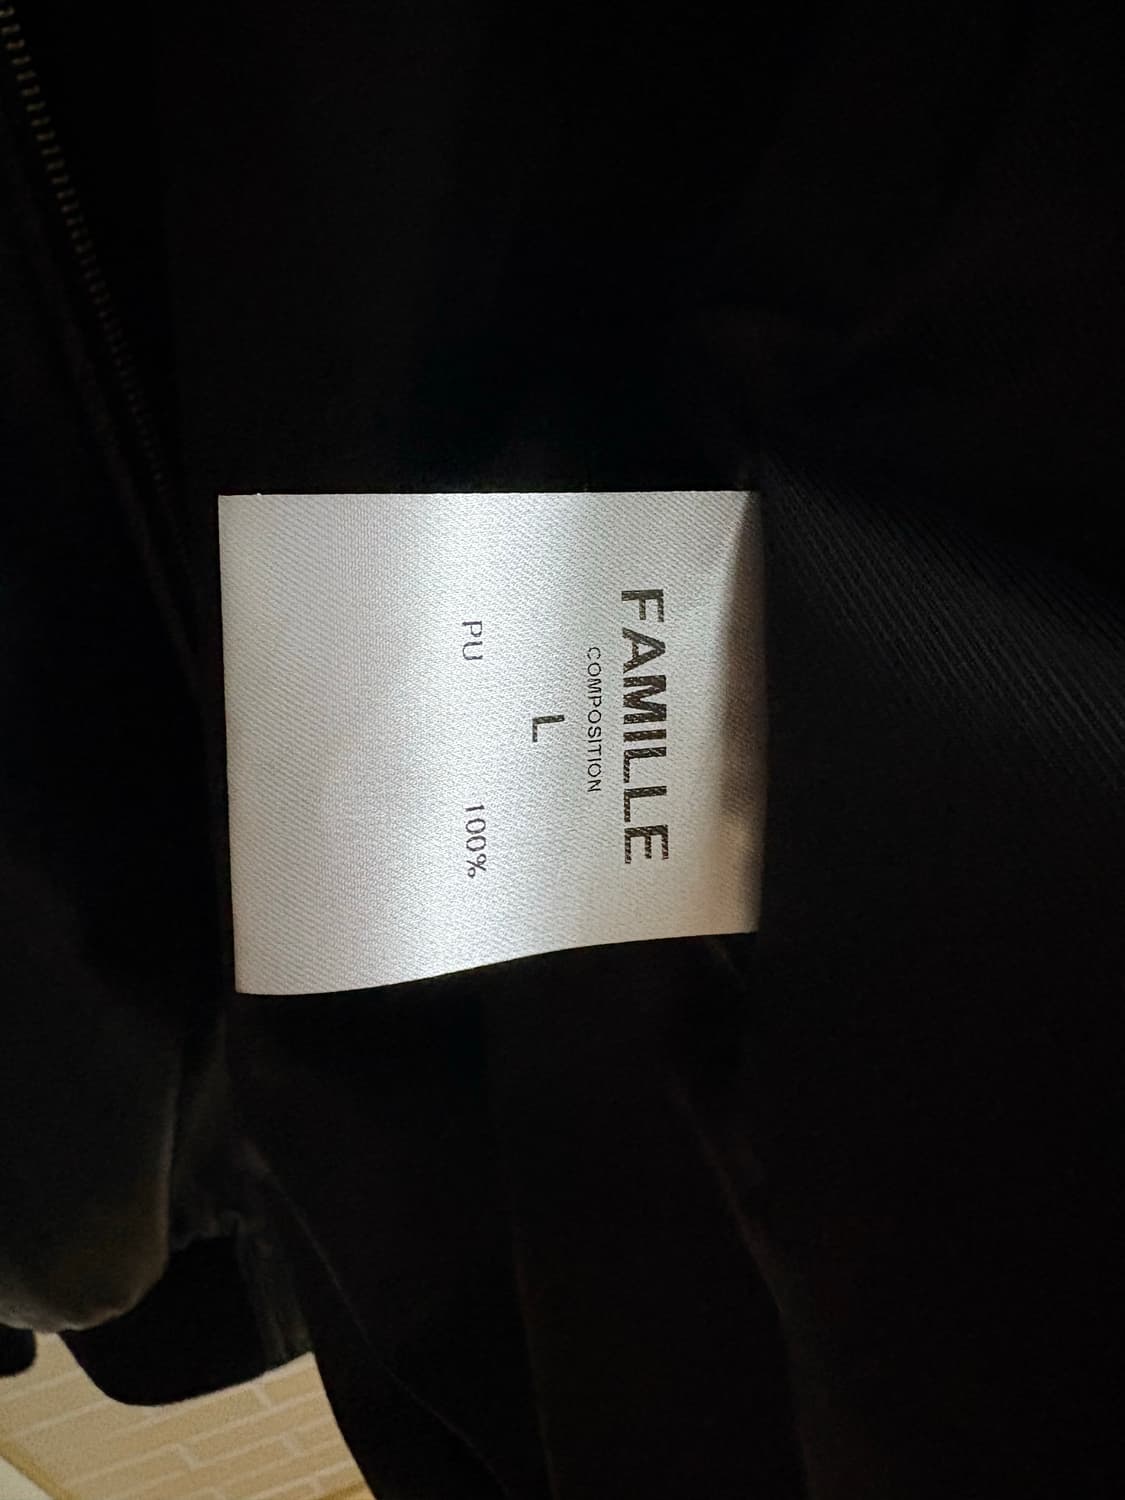 FAMILLE
COMPOSITION
L
PU 100%